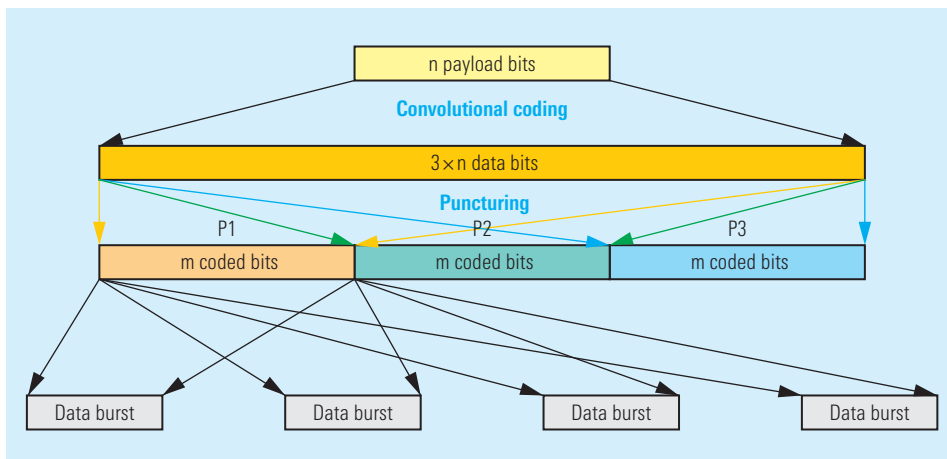 n payload bits
Convolutional coding
3×n data bits
Puncturing
P1 P2 P3
m coded bits m coded bits m coded bits
Data burst Data burst Data burst Data burst